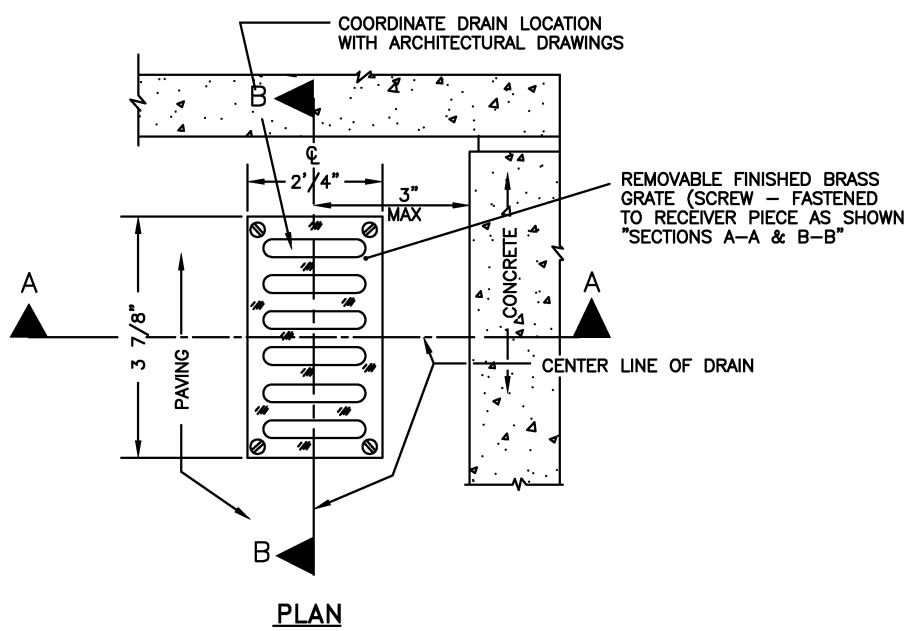 COORDINATE DRAIN LOCATION
WITH ARCHITECTURAL DRAWINGS
B
℄
2'/4"
3"
MAX
REMOVABLE FINISHED BRASS
GRATE (SCREW - FASTENED
TO RECEIVER PIECE AS SHOWN
"SECTIONS A-A & B-B"
A
A
3 7/8"
PAVING
CONCRETE
CENTER LINE OF DRAIN
B
PLAN